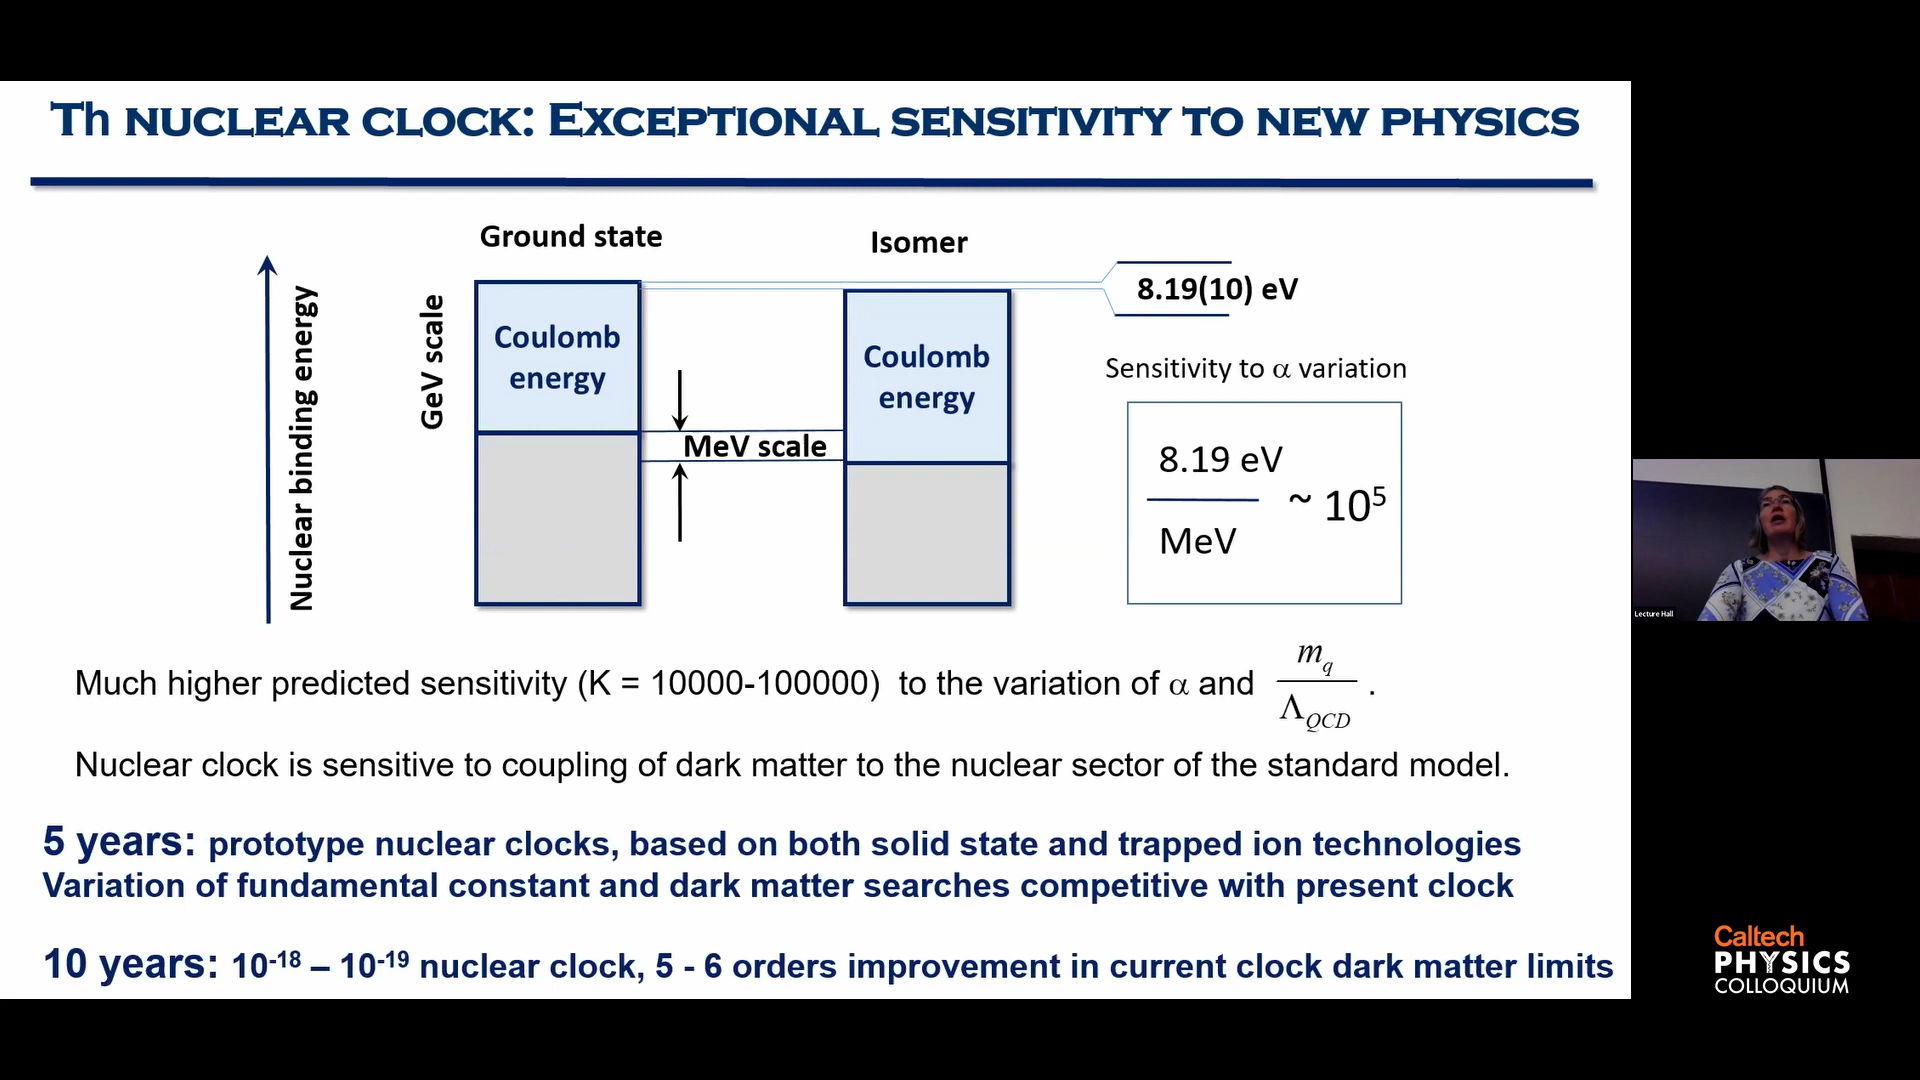 Th NUCLEAR CLOCK: EXCEPTIONAL SENSITIVITY TO NEW PHYSICS
Ground state
Isomer
Nuclear binding energy
GeV scale
Coulomb
energy
MeV scale
Coulomb
energy
8.19(10) eV
Sensitivity to α variation
8.19 eV
MeV
~ 10⁵
Much higher predicted sensitivity (K = 10000-100000) to the variation of α and m_q / Λ_QCD .
Nuclear clock is sensitive to coupling of dark matter to the nuclear sector of the standard model.
5 years: prototype nuclear clocks, based on both solid state and trapped ion technologies
Variation of fundamental constant and dark matter searches competitive with present clock
10 years: 10⁻¹⁸ – 10⁻¹⁹ nuclear clock, 5 - 6 orders improvement in current clock dark matter limits
Lecture Hall
Caltech
PHYSICS
COLLOQUIUM